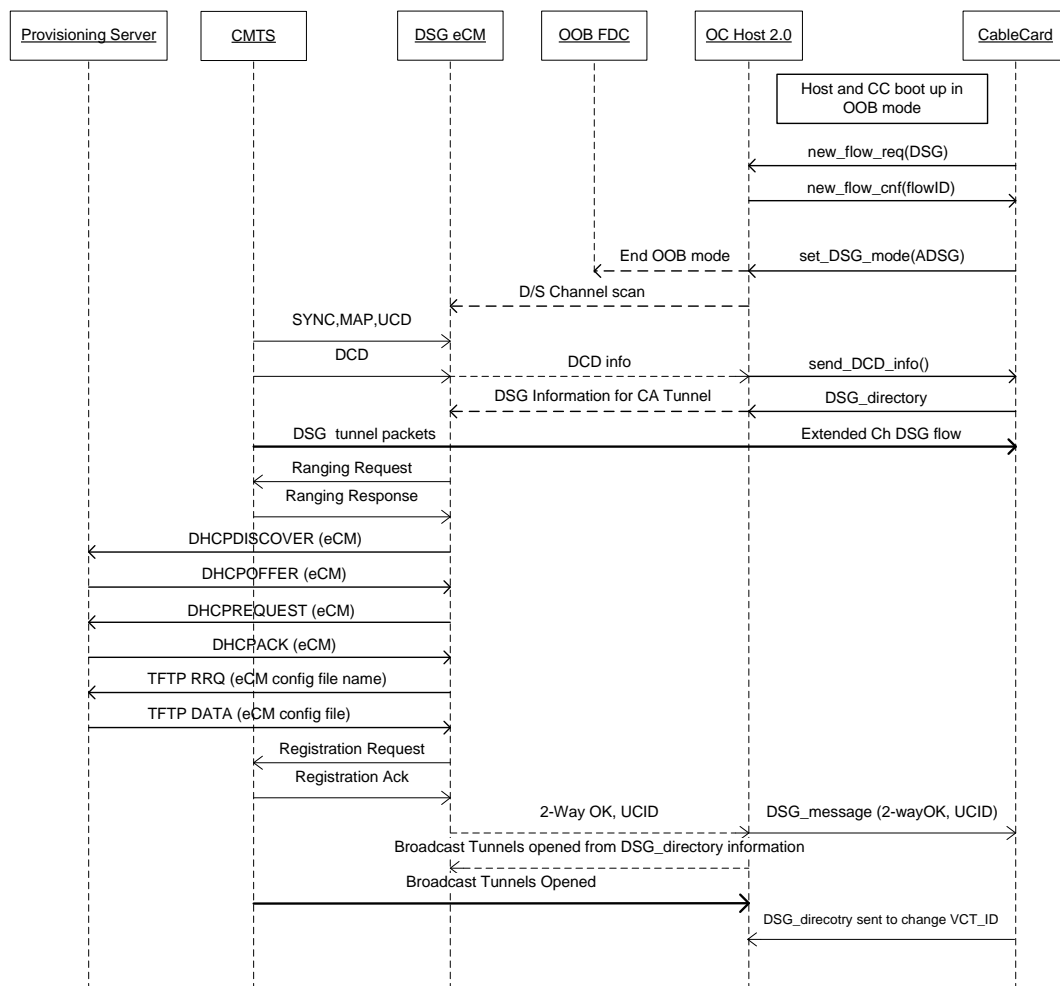 Provisioning Server
CMTS
DSG eCM
OOB FDC
OC Host 2.0
CableCard
Host and CC boot up in
OOB mode
new_flow_req(DSG)
new_flow_cnf(flowID)
End OOB mode
set_DSG_mode(ADSG)
D/S Channel scan
SYNC,MAP,UCD
DCD
DCD info
send_DCD_info()
DSG Information for CA Tunnel
DSG_directory
DSG tunnel packets
Extended Ch DSG flow
Ranging Request
Ranging Response
DHCPDISCOVER (eCM)
DHCPOFFER (eCM)
DHCPREQUEST (eCM)
DHCPACK (eCM)
TFTP RRQ (eCM config file name)
TFTP DATA (eCM config file)
Registration Request
Registration Ack
2-Way OK, UCID
DSG_message (2-wayOK, UCID)
Broadcast Tunnels opened from DSG_directory information
Broadcast Tunnels Opened
DSG_direcotry sent to change VCT_ID